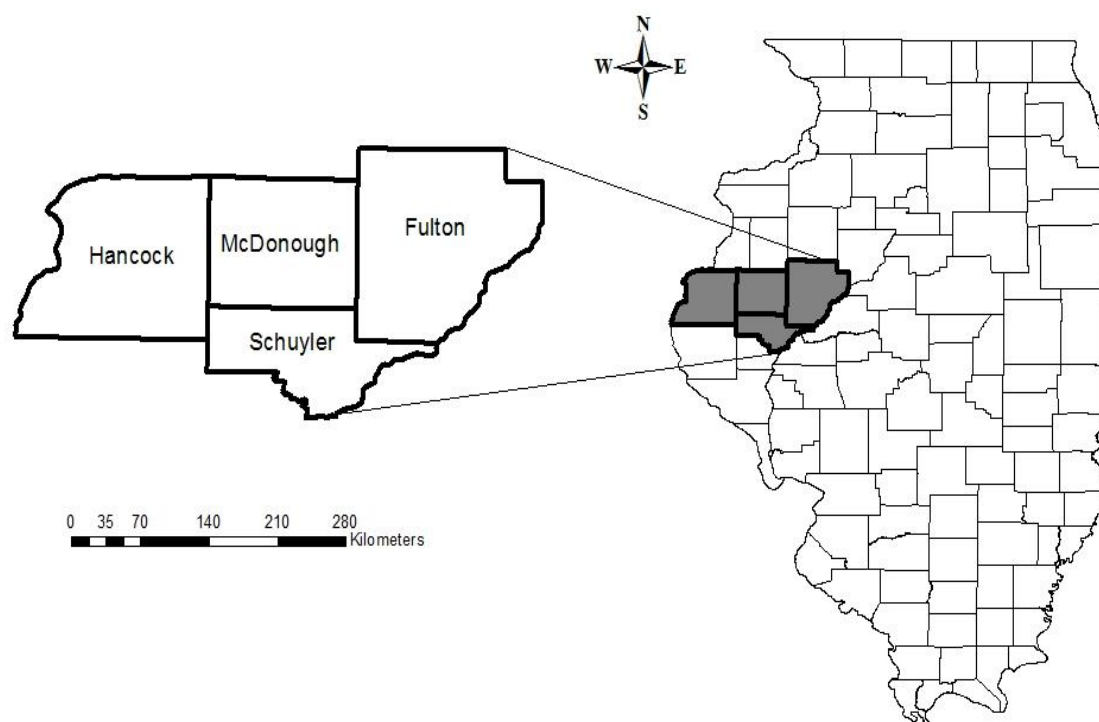 N
W E
S
Hancock
McDonough
Fulton
Schuyler
0 35 70 140 210 280
Kilometers